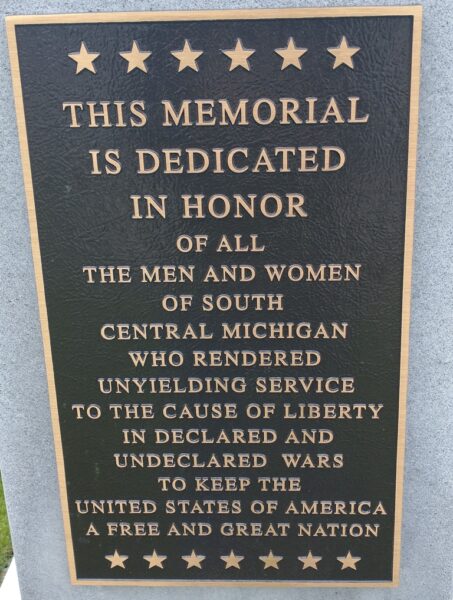 THIS MEMORIAL
IS DEDICATED
IN HONOR
OF ALL
THE MEN AND WOMEN
OF SOUTH
CENTRAL MICHIGAN
WHO RENDERED
UNYIELDING SERVICE
TO THE CAUSE OF LIBERTY
IN DECLARED AND
UNDECLARED WARS
TO KEEP THE
UNITED STATES OF AMERICA
A FREE AND GREAT NATION